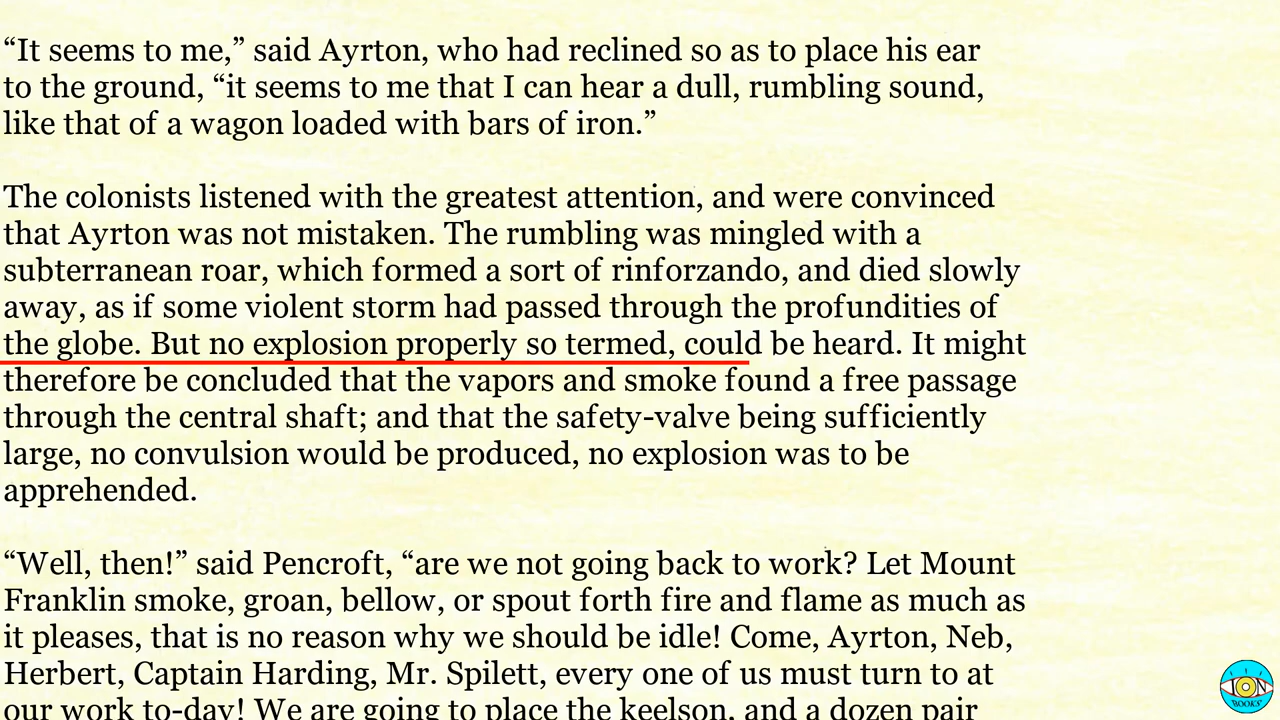 “It seems to me,” said Ayrton, who had reclined so as to place his ear
to the ground, “it seems to me that I can hear a dull, rumbling sound,
like that of a wagon loaded with bars of iron.”
The colonists listened with the greatest attention, and were convinced
that Ayrton was not mistaken. The rumbling was mingled with a
subterranean roar, which formed a sort of rinforzando, and died slowly
away, as if some violent storm had passed through the profundities of
the globe. But no explosion properly so termed, could be heard. It might
therefore be concluded that the vapors and smoke found a free passage
through the central shaft; and that the safety-valve being sufficiently
large, no convulsion would be produced, no explosion was to be
apprehended.
“Well, then!” said Pencroft, “are we not going back to work? Let Mount
Franklin smoke, groan, bellow, or spout forth fire and flame as much as
it pleases, that is no reason why we should be idle! Come, Ayrton, Neb,
Herbert, Captain Harding, Mr. Spilett, every one of us must turn to at
our work to-day! We are going to place the keelson, and a dozen pair
ION
BOOKS